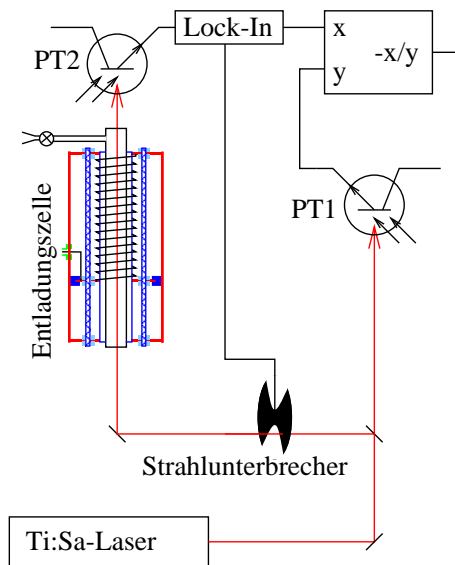 Lock-In
x
-x/y
y
PT2
PT1
Entladungszelle
Strahlunterbrecher
Ti:Sa-Laser